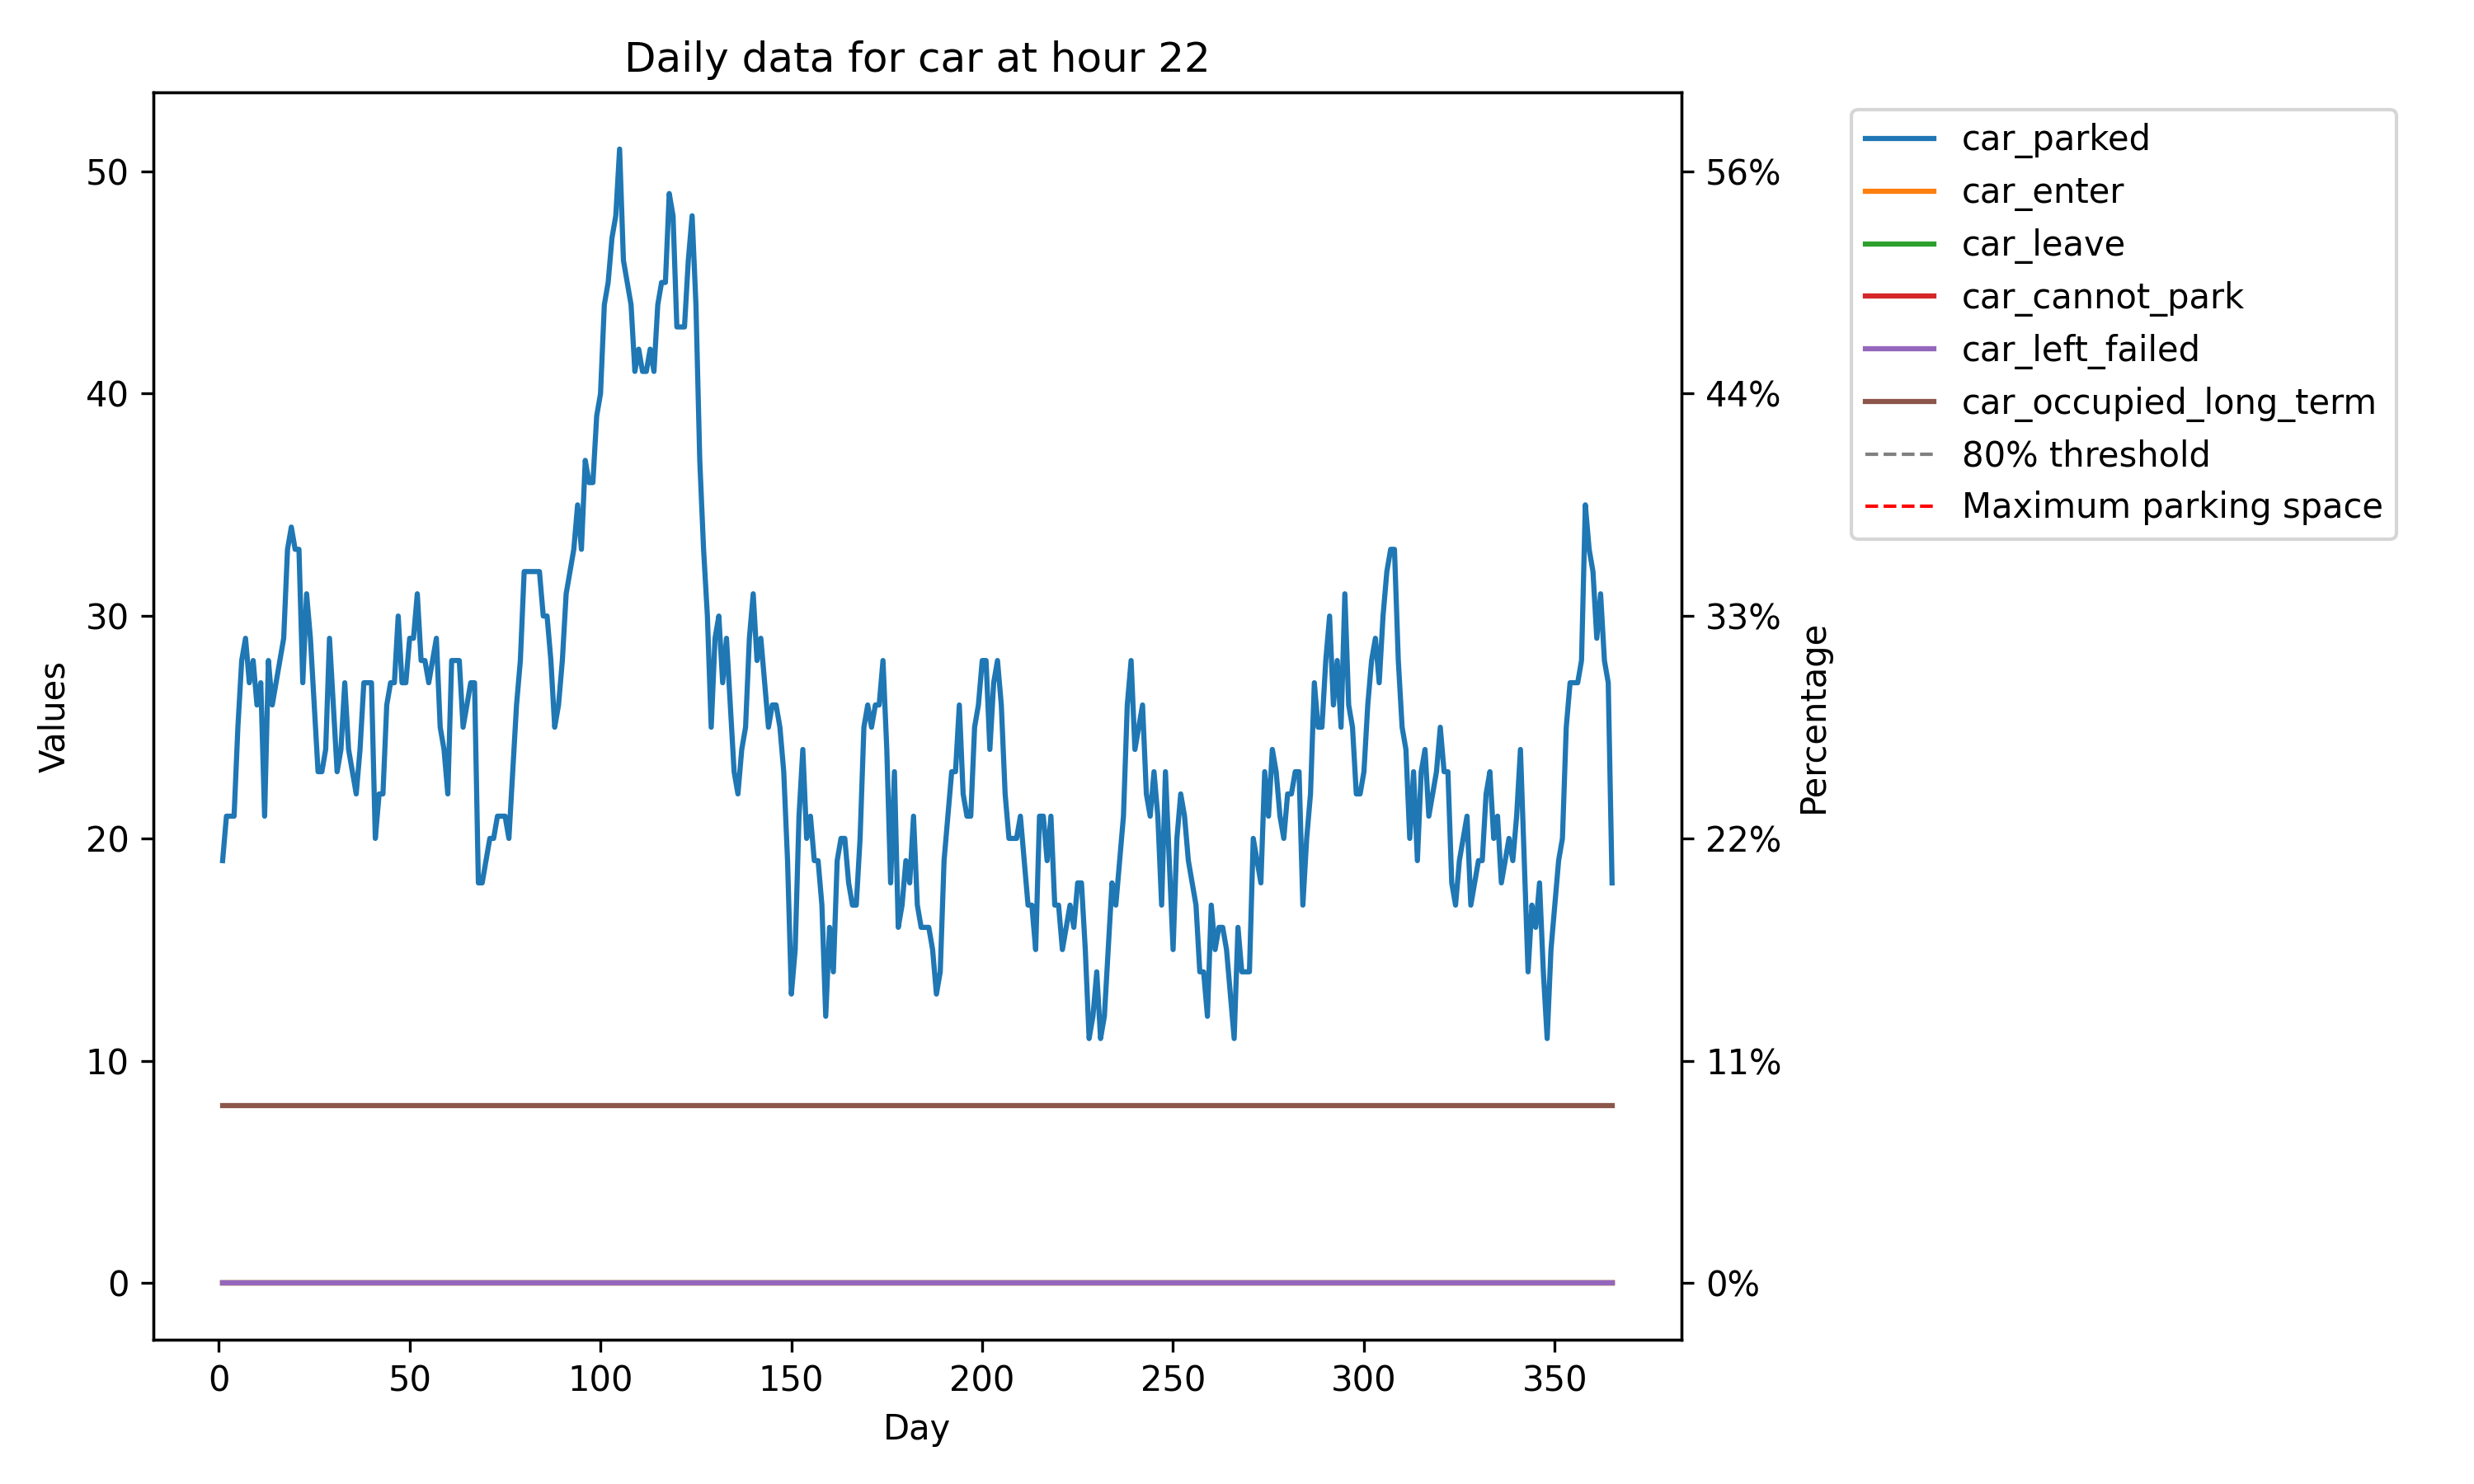 Daily data for car at hour 22
Values
50
40
30
20
10
0
56%
44%
33%
22%
11%
0%
Percentage
0 50 100 150 200 250 300 350
Day
car_parked
car_enter
car_leave
car_cannot_park
car_left_failed
car_occupied_long_term
80% threshold
Maximum parking space